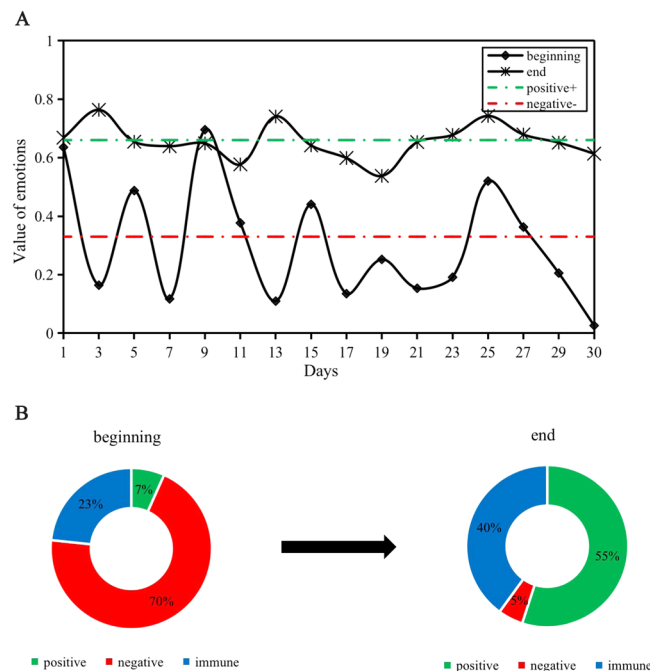 A
1
0.8
0.6
0.4
0.2
0
Value of emotions
beginning
end
positive+
negative-
1 3 5 7 9 11 13 15 17 19 21 23 25 27 29 30
Days
B
beginning
7%
23%
70%
positive negative immune
end
40%
55%
5%
positive negative immune